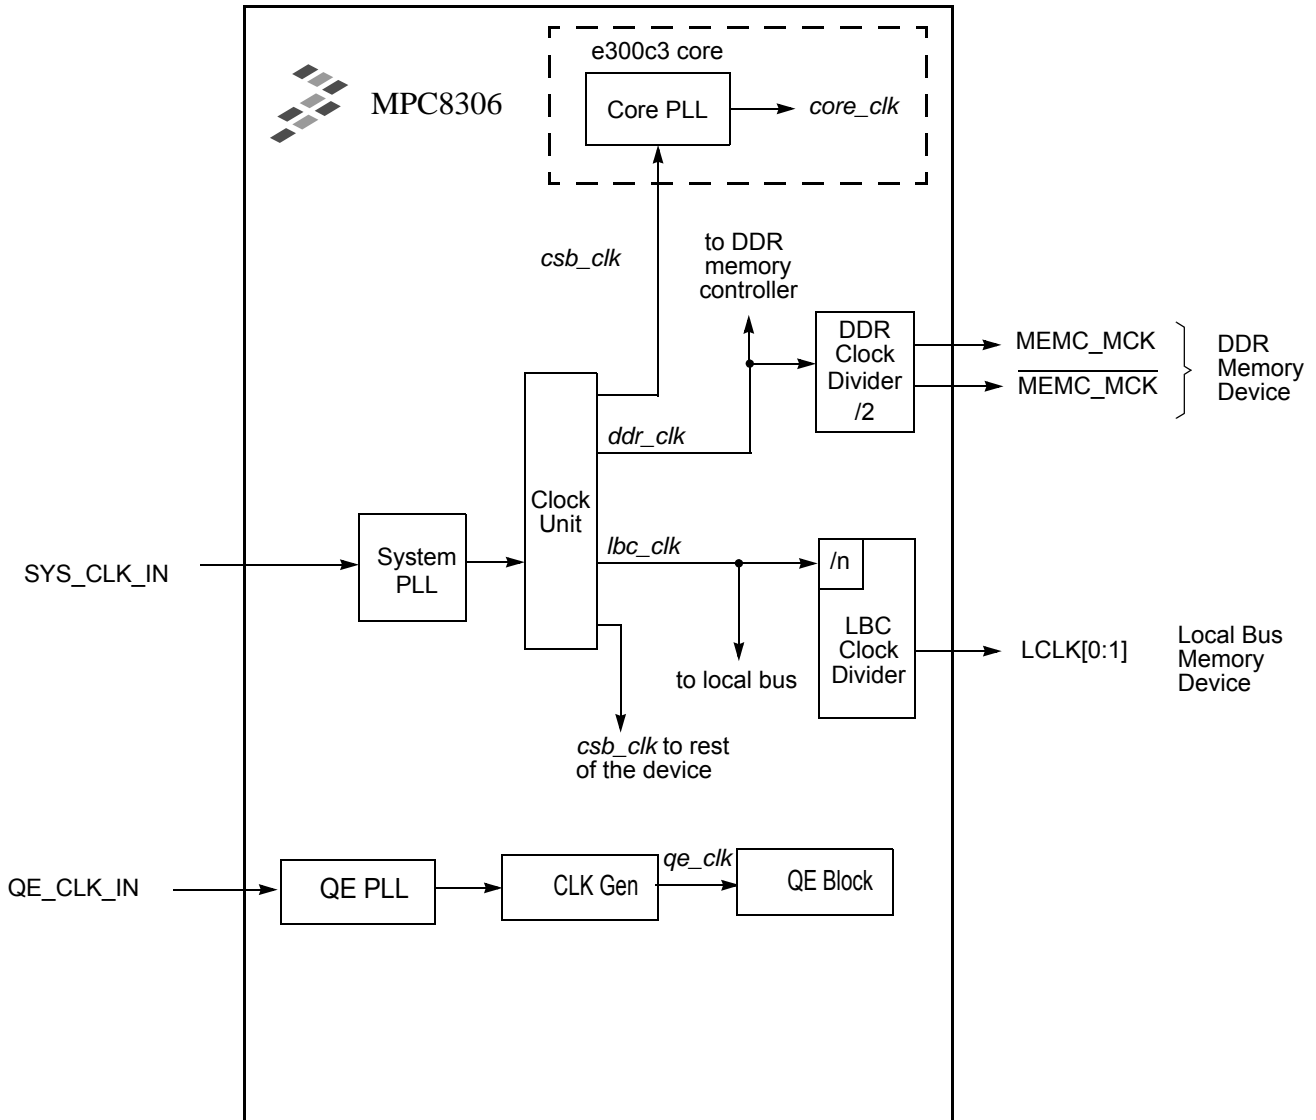 e300c3 core
MPC8306
Core PLL
core_clk
csb_clk
to DDR
memory
controller
DDR
Clock
Divider
/2
MEMC_MCK
MEMC_MCK
DDR
Memory
Device
ddr_clk
Clock
Unit
lbc_clk
/n
SYS_CLK_IN
System
PLL
LBC
Clock
Divider
LCLK[0:1]
Local Bus
Memory
Device
to local bus
csb_clk to rest
of the device
QE_CLK_IN
QE PLL
CLK Gen
qe_clk
QE Block